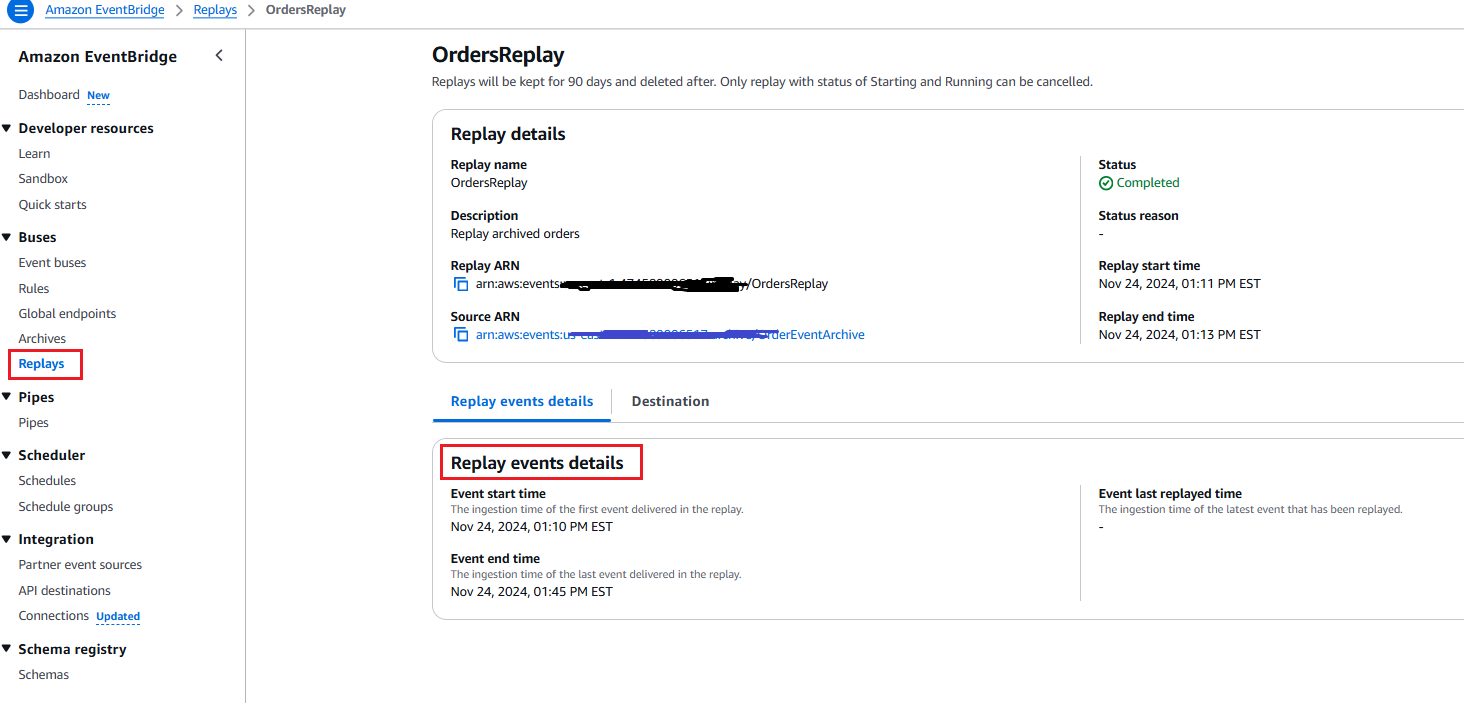 Amazon EventBridge > Replays > OrdersReplay
Amazon EventBridge
Dashboard New
Developer resources
Learn
Sandbox
Quick starts
Buses
Event buses
Rules
Global endpoints
Archives
Replays
Pipes
Pipes
Scheduler
Schedules
Schedule groups
Integration
Partner event sources
API destinations
Connections Updated
Schema registry
Schemas
OrdersReplay
Replays will be kept for 90 days and deleted after. Only replay with status of Starting and Running can be cancelled.
Replay details
Replay name
OrdersReplay
Description
Replay archived orders
Replay ARN
arn:aws:events: /OrdersReplay
Source ARN
arn:aws:events: OrderEventArchive
Status
Completed
Status reason
-
Replay start time
Nov 24, 2024, 01:11 PM EST
Replay end time
Nov 24, 2024, 01:13 PM EST
Replay events details Destination
Replay events details
Event start time
The ingestion time of the first event delivered in the replay.
Nov 24, 2024, 01:10 PM EST
Event end time
The ingestion time of the last event delivered in the replay.
Nov 24, 2024, 01:45 PM EST
Event last replayed time
The ingestion time of the latest event that has been replayed.
-